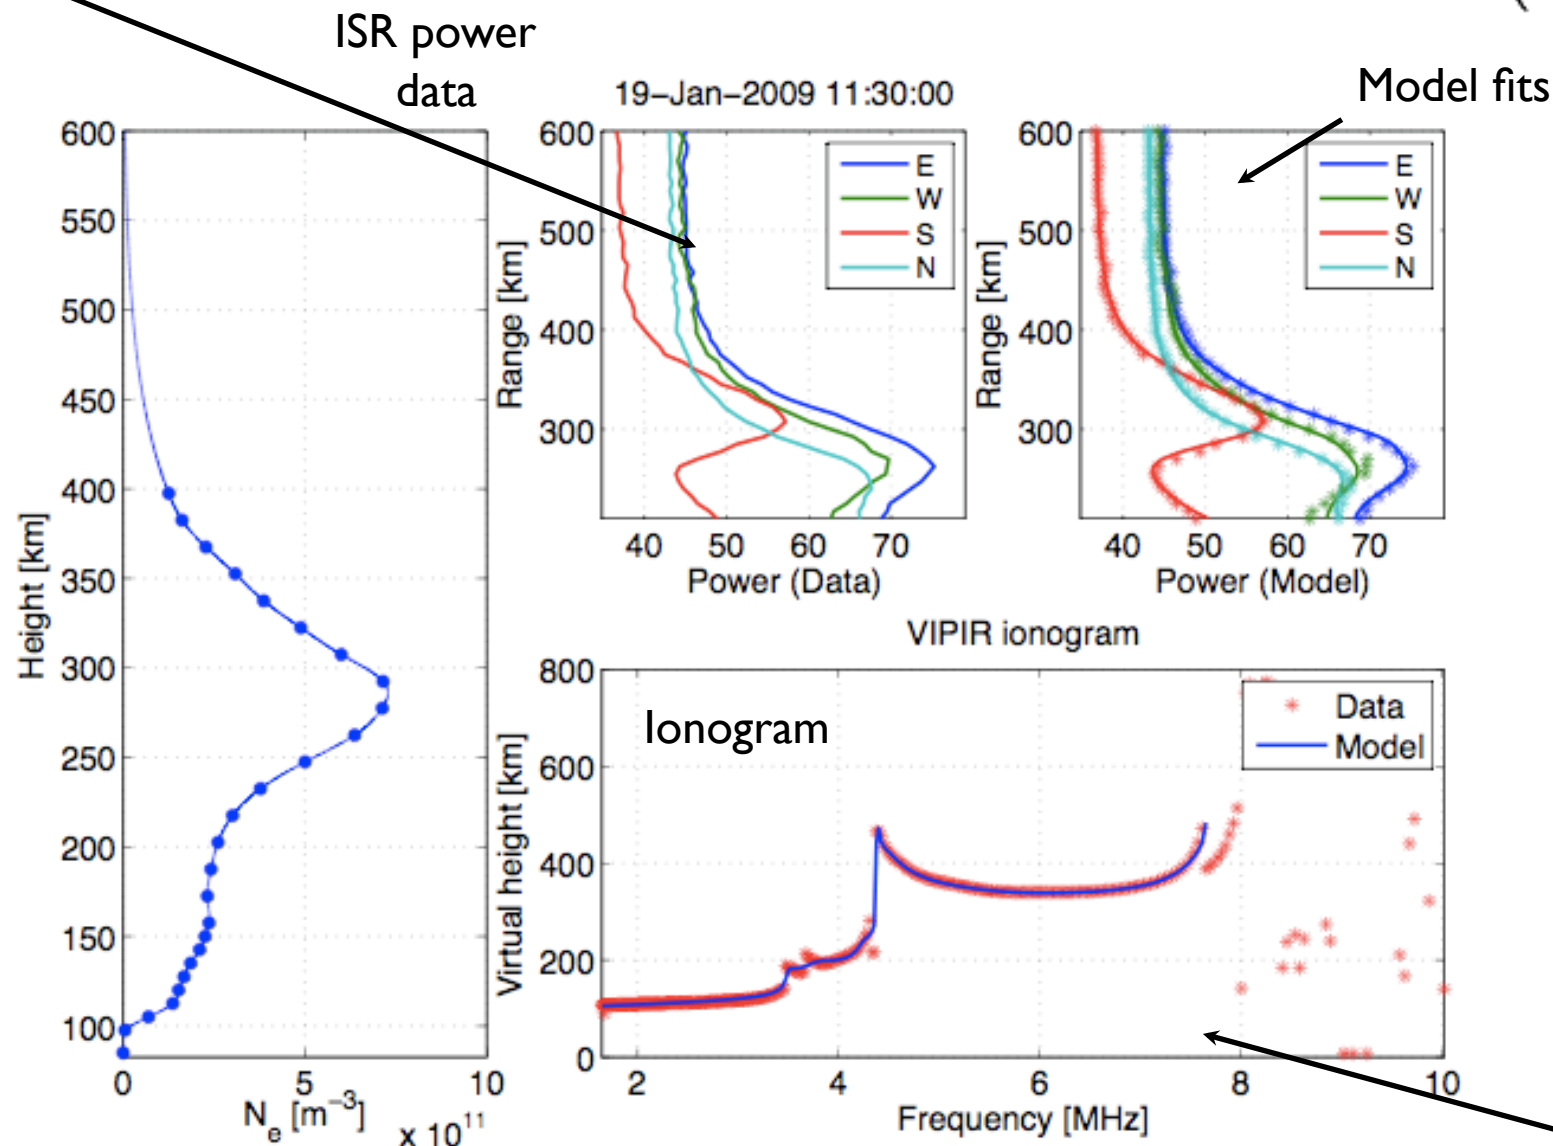 ISR power
data
19-Jan-2009 11:30:00
Model fits
600
550
500
450
400
350
300
250
200
150
100
Height [km]
0
5
10
Nₑ [m⁻³]
x 10¹¹
600
500
400
300
Range [km]
E
W
S
N
40
50
60
70
Power (Data)
600
500
400
300
Range [km]
E
W
S
N
40
50
60
70
Power (Model)
VIPIR ionogram
Ionogram
800
600
400
200
0
Virtual height [km]
Data
Model
2
4
6
8
10
Frequency [MHz]